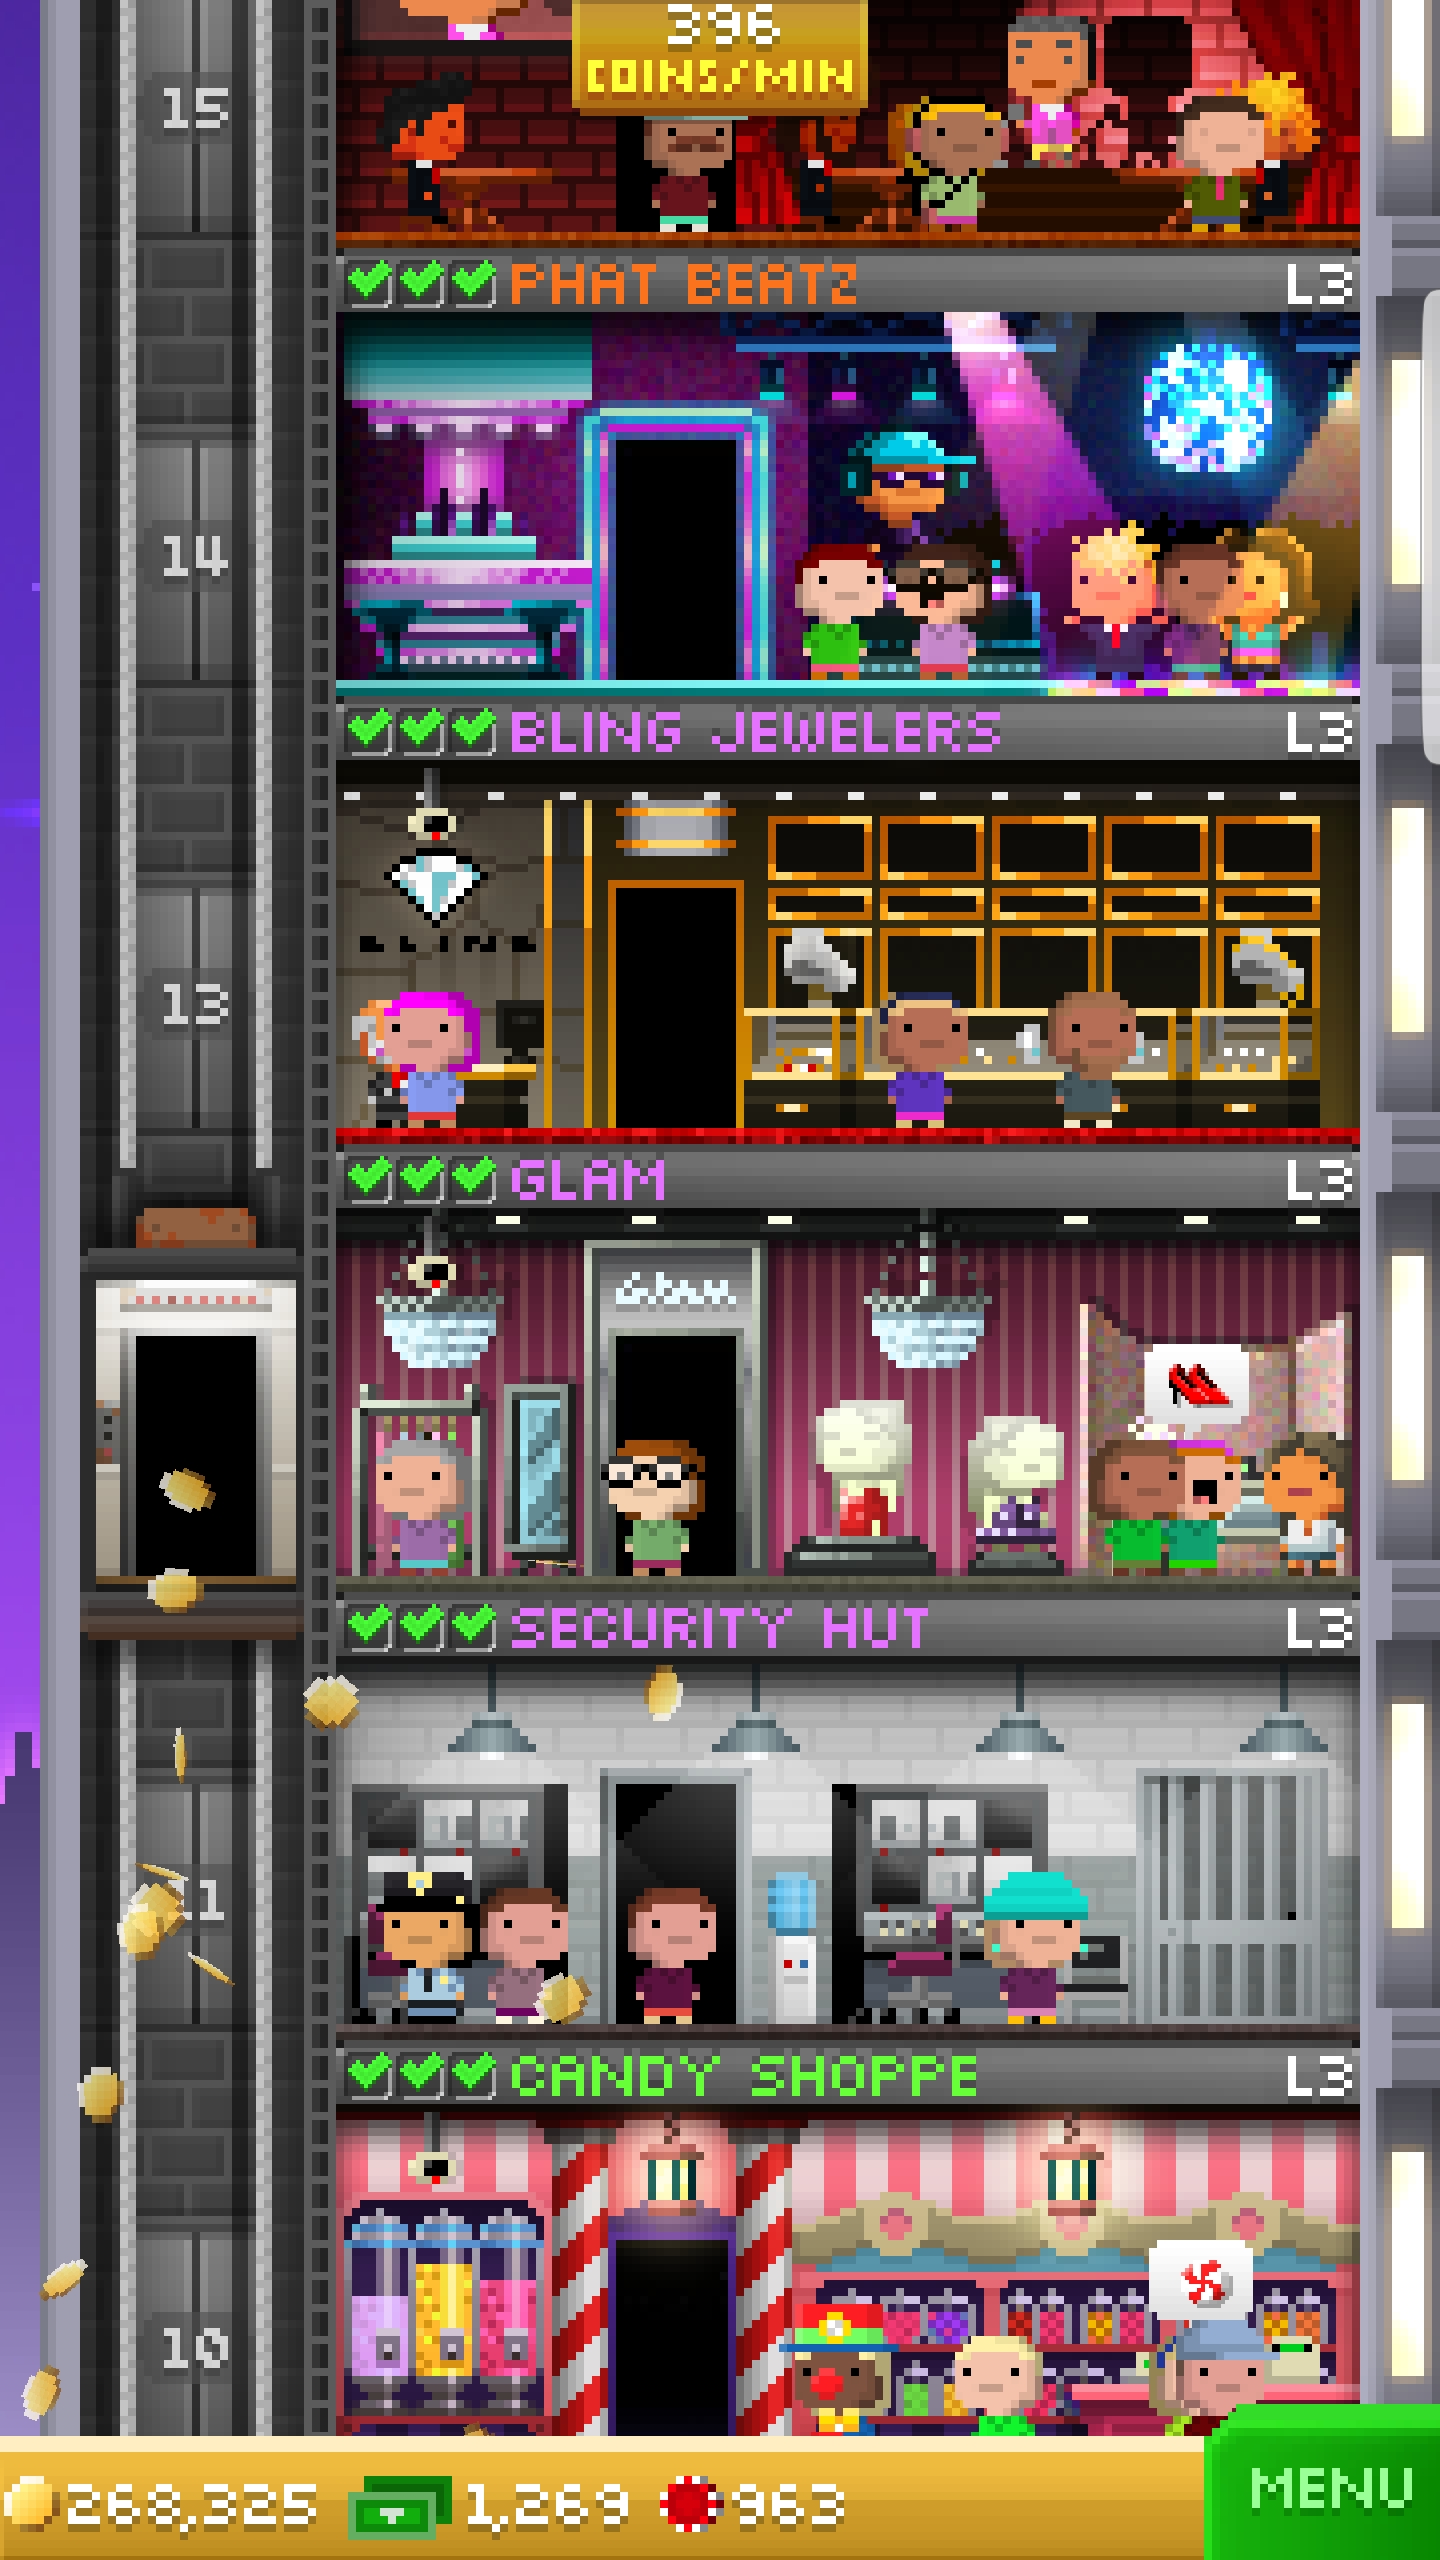 396
COINS/MIN
15
PHAT BEATZ L3
14
BLING JEWELERS L3
BLING
13
GLAM L3
Glam
SECURITY HUT L3
CANDY SHOPPE L3
10
268,325 1,269 963
MENU